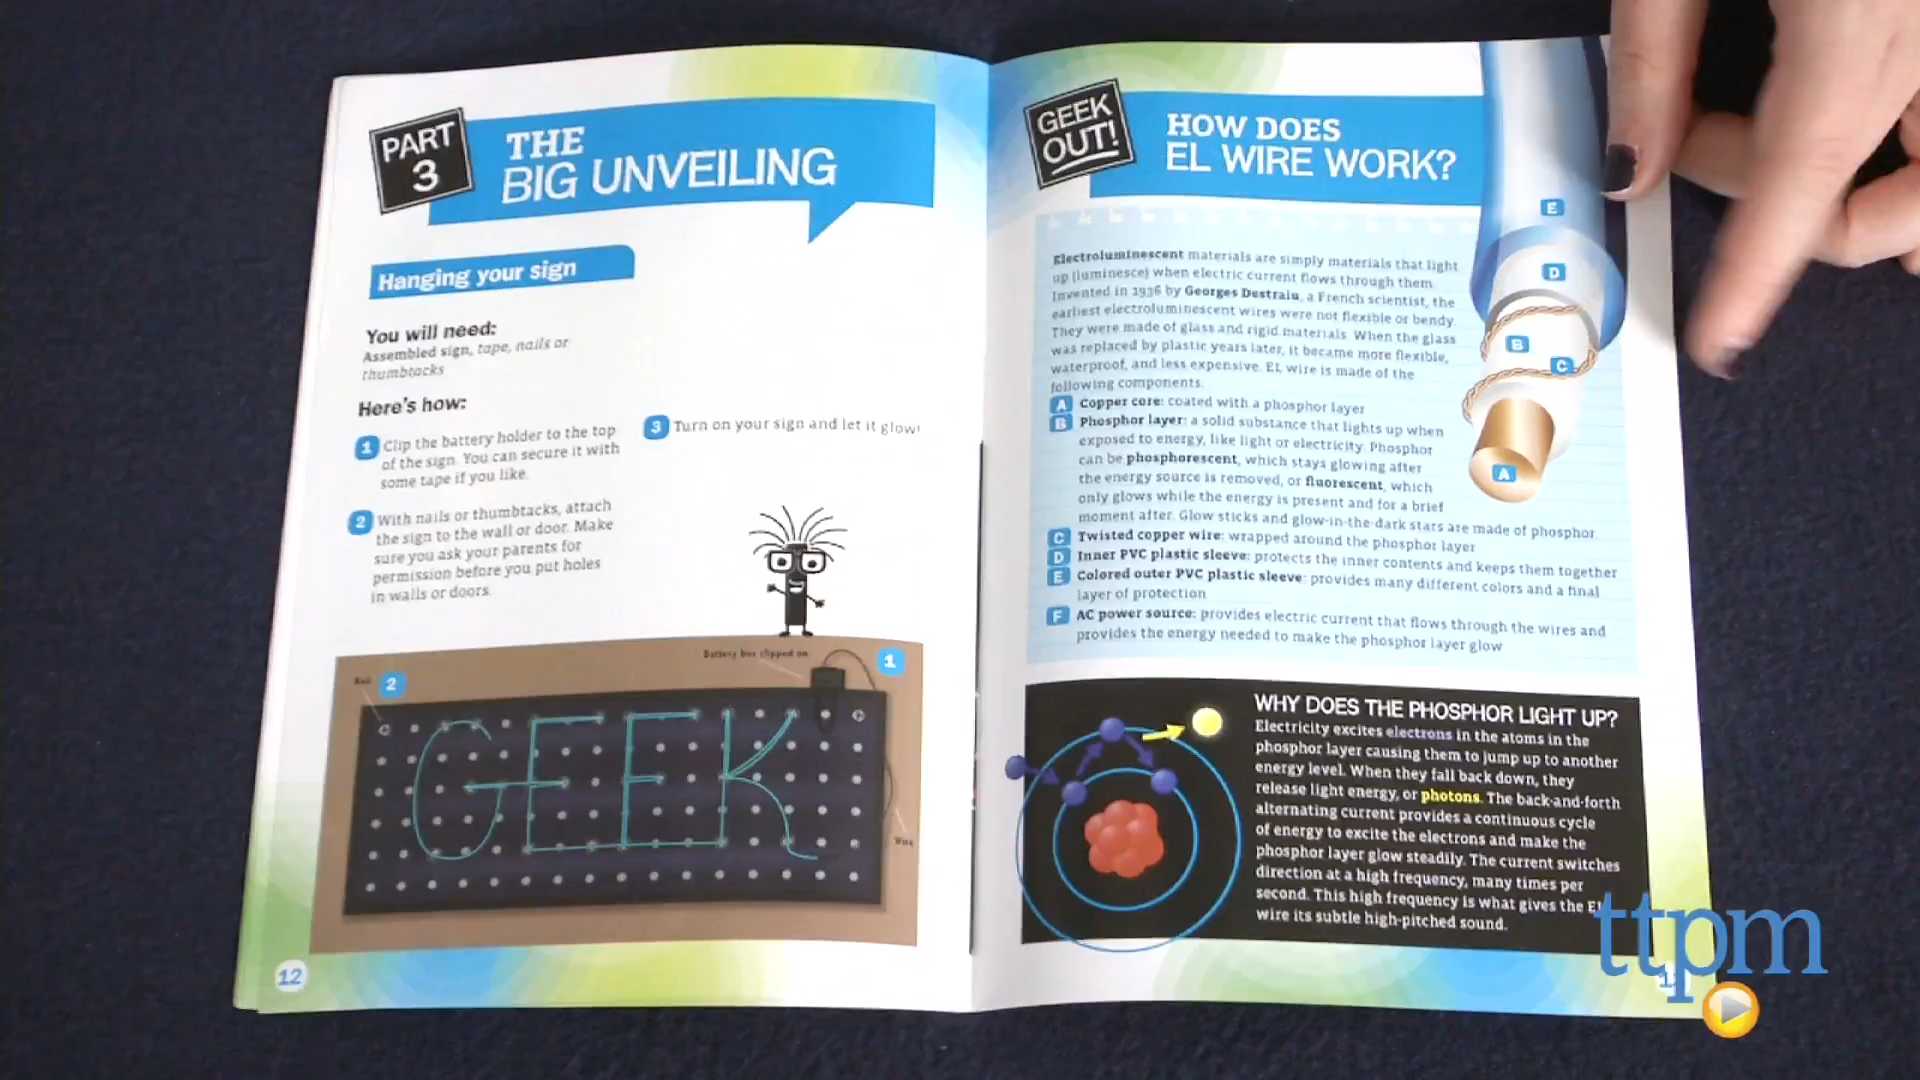 PART
3
THE
BIG UNVEILING
Hanging your sign
You will need:
Assembled sign, tape, nails or
thumbtacks
Here's how:
1 Clip the battery holder to the top
of the sign. You can secure it with
some tape if you like.
2 With nails or thumbtacks, attach
the sign to the wall or door. Make
sure you ask your parents for
permission before you put holes
in walls or doors.
3 Turn on your sign and let it glow!
Battery box clipped on
1
Nail
2
GEEK
Wire
12
GEEK
OUT!
HOW DOES
EL WIRE WORK?
Electroluminescent materials are simply materials that light
up (luminesce) when electric current flows through them.
Invented in 1936 by Georges Destraiu, a French scientist, the
earliest electroluminescent wires were not flexible or bendy.
They were made of glass and rigid materials. When the glass
was replaced by plastic years later, it became more flexible,
waterproof, and less expensive. EL wire is made of the
following components.
A Copper core: coated with a phosphor layer
B Phosphor layer: a solid substance that lights up when
exposed to energy, like light or electricity. Phosphor
can be phosphorescent, which stays glowing after
the energy source is removed, or fluorescent, which
only glows while the energy is present and for a brief
moment after. Glow sticks and glow-in-the-dark stars are made of phosphor.
C Twisted copper wire: wrapped around the phosphor layer
D Inner PVC plastic sleeve: protects the inner contents and keeps them together
E Colored outer PVC plastic sleeve: provides many different colors and a final
layer of protection
F AC power source: provides electric current that flows through the wires and
provides the energy needed to make the phosphor layer glow
E
D
B
C
A
WHY DOES THE PHOSPHOR LIGHT UP?
Electricity excites electrons in the atoms in the
phosphor layer causing them to jump up to another
energy level. When they fall back down, they
release light energy, or photons. The back-and-forth
alternating current provides a continuous cycle
of energy to excite the electrons and make the
phosphor layer glow steadily. The current switches
direction at a high frequency, many times per
second. This high frequency is what gives the EL
wire its subtle high-pitched sound.
ttpm